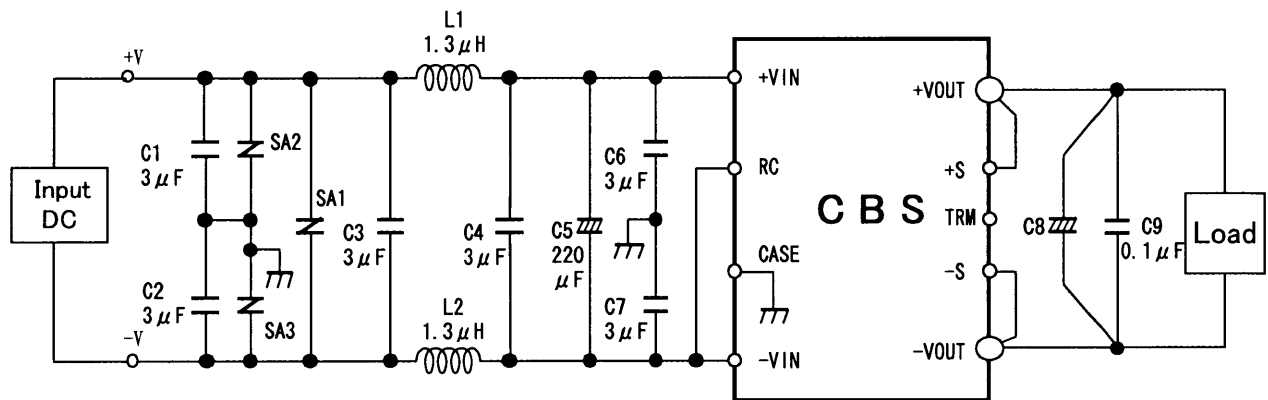 +V
Input
DC
-V
C1
3μF
C2
3μF
SA2
SA3
SA1
C3
3μF
L1
1.3μH
L2
1.3μH
C4
3μF
C5
220
μF
C6
3μF
C7
3μF
+VIN
RC
CASE
-VIN
CBS
+VOUT
+S
TRM
-S
-VOUT
C8
C9
0.1μF
Load